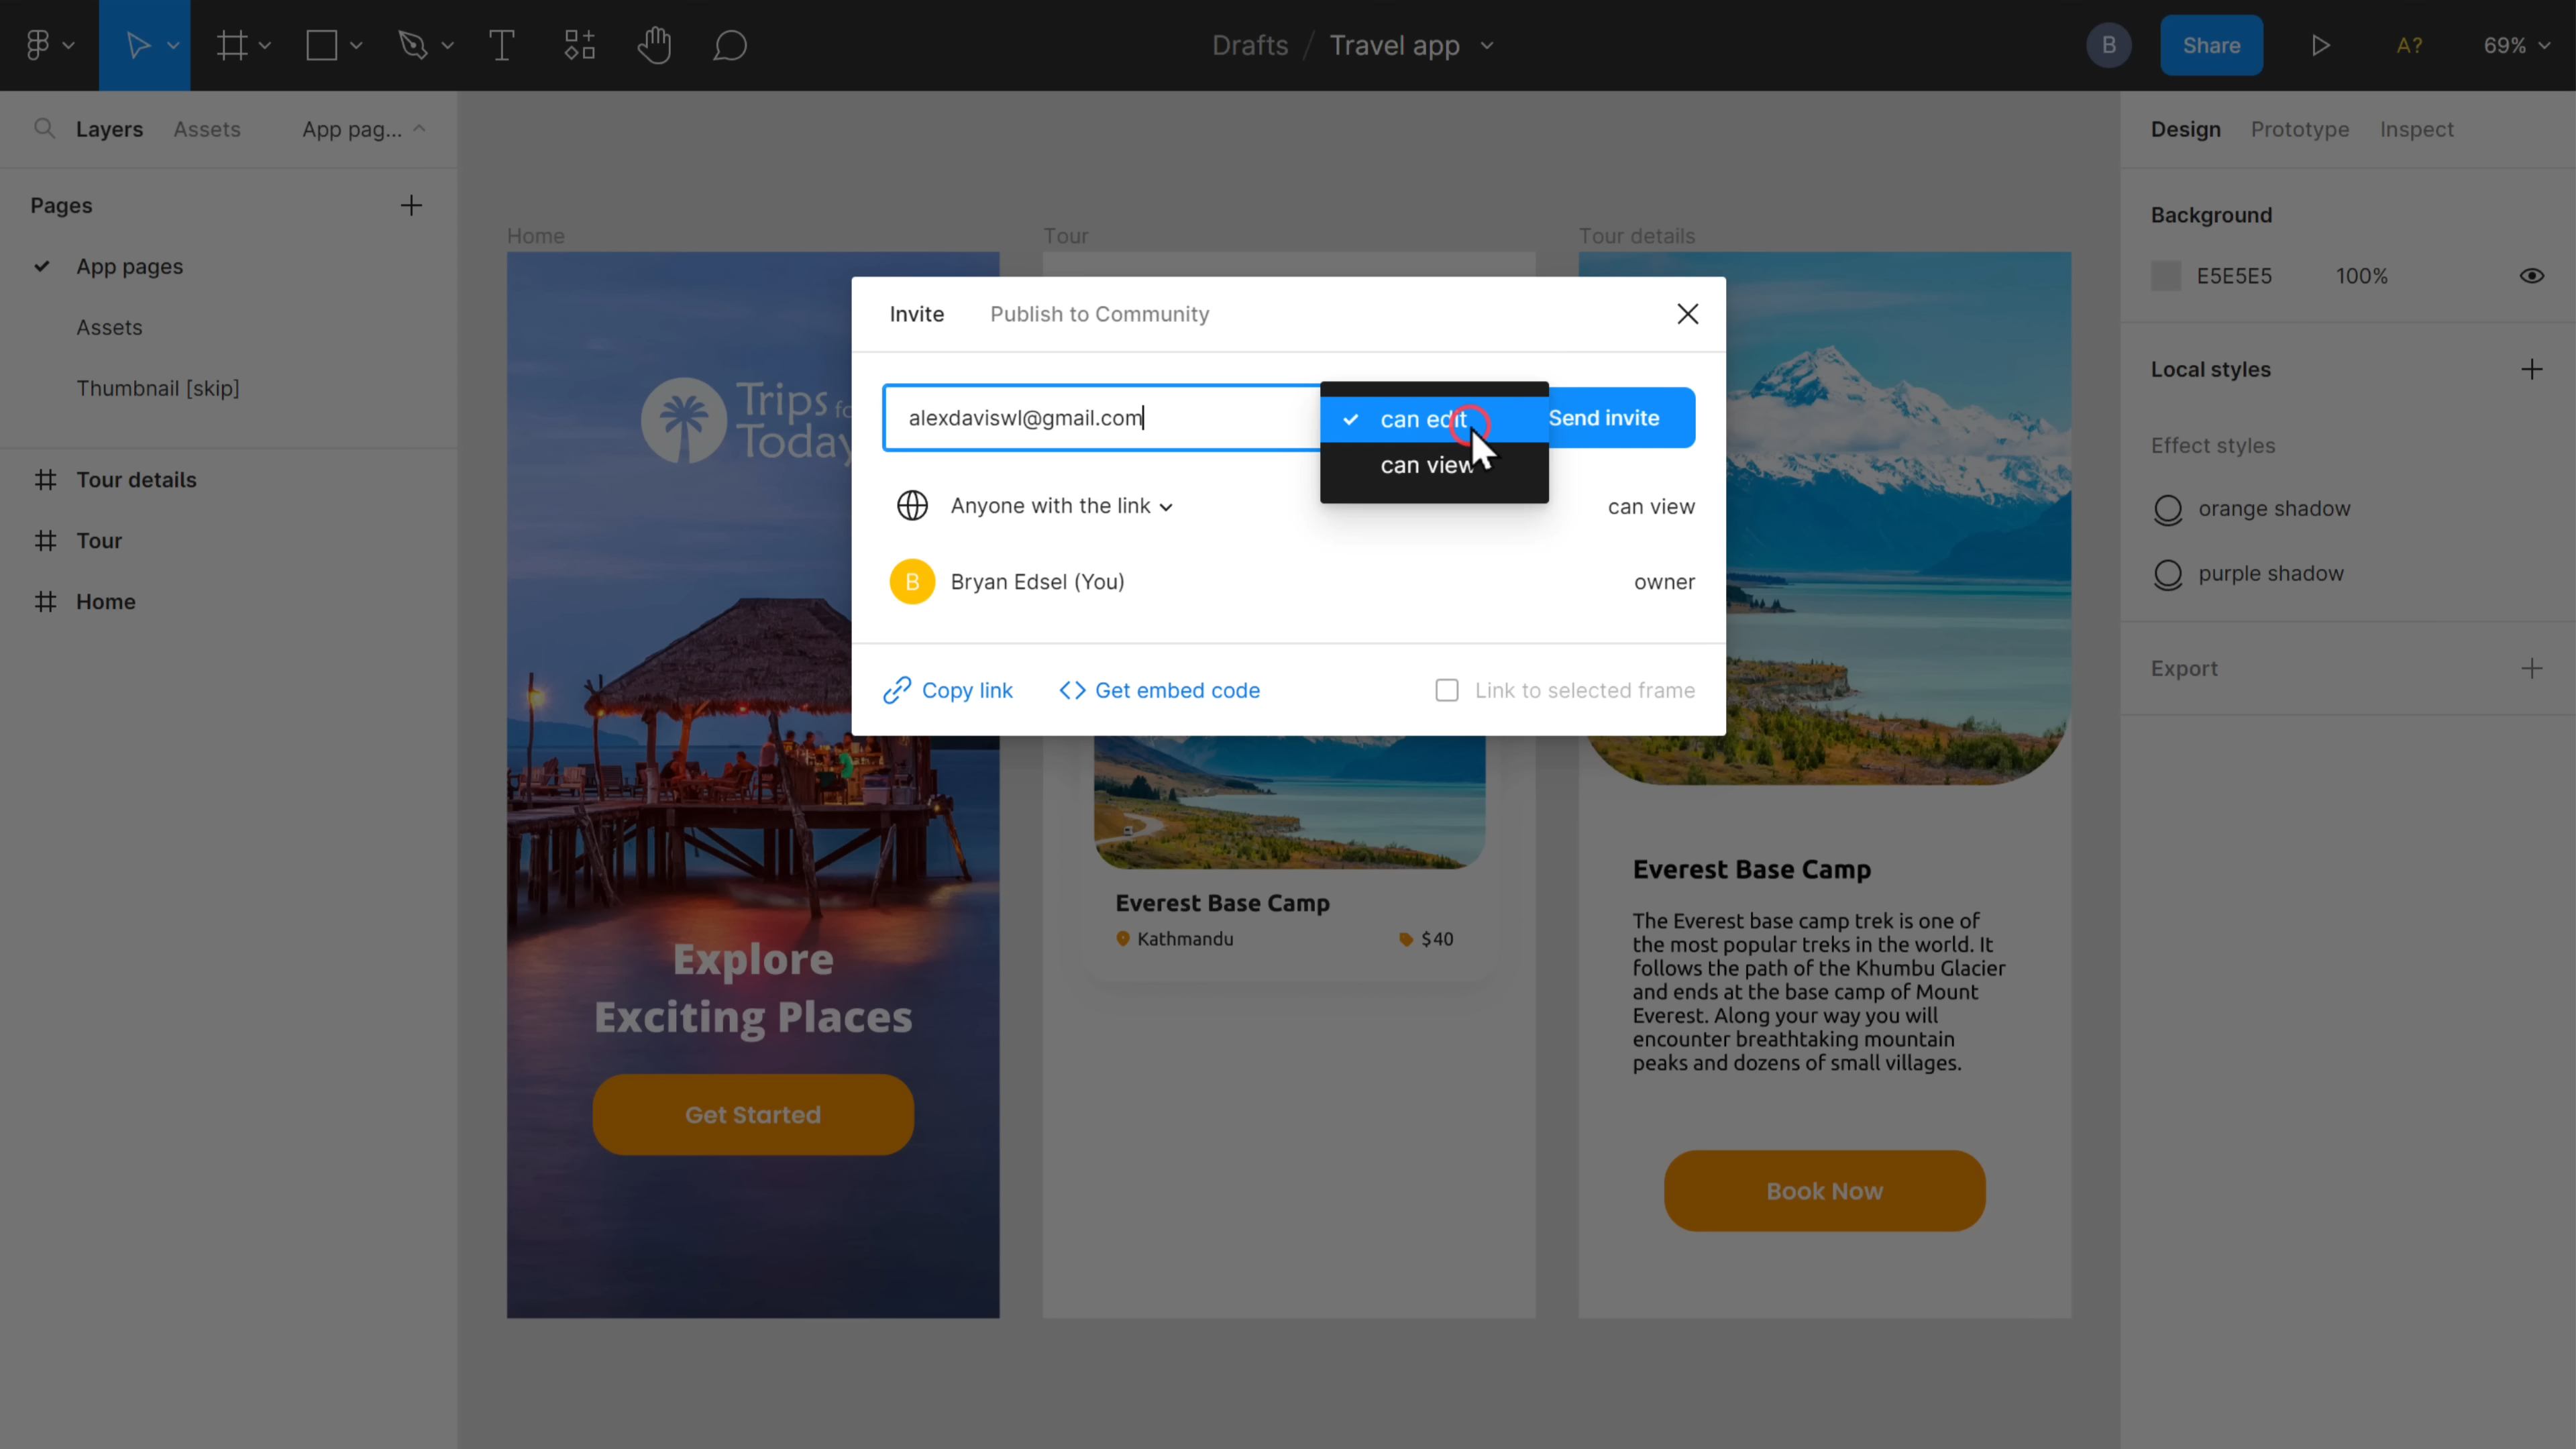 Drafts / Travel app
B
Share
A?
69%
Layers
Assets
App pag...
Pages
App pages
Assets
Thumbnail [skip]
Tour details
Tour
Home
Home
Tour
Tour details
Trips fo
Today
Explore
Exciting Places
Get Started
Invite
Publish to Community
alexdaviswl@gmail.com
can edit
can view
Send invite
Anyone with the link
can view
B
Bryan Edsel (You)
owner
Copy link
Get embed code
Link to selected frame
Everest Base Camp
Kathmandu
$40
Everest Base Camp
The Everest base camp trek is one of
the most popular treks in the world. It
follows the path of the Khumbu Glacier
and ends at the base camp of Mount
Everest. Along your way you will
encounter breathtaking mountain
peaks and dozens of small villages.
Book Now
Design
Prototype
Inspect
Background
E5E5E5
100%
Local styles
Effect styles
orange shadow
purple shadow
Export